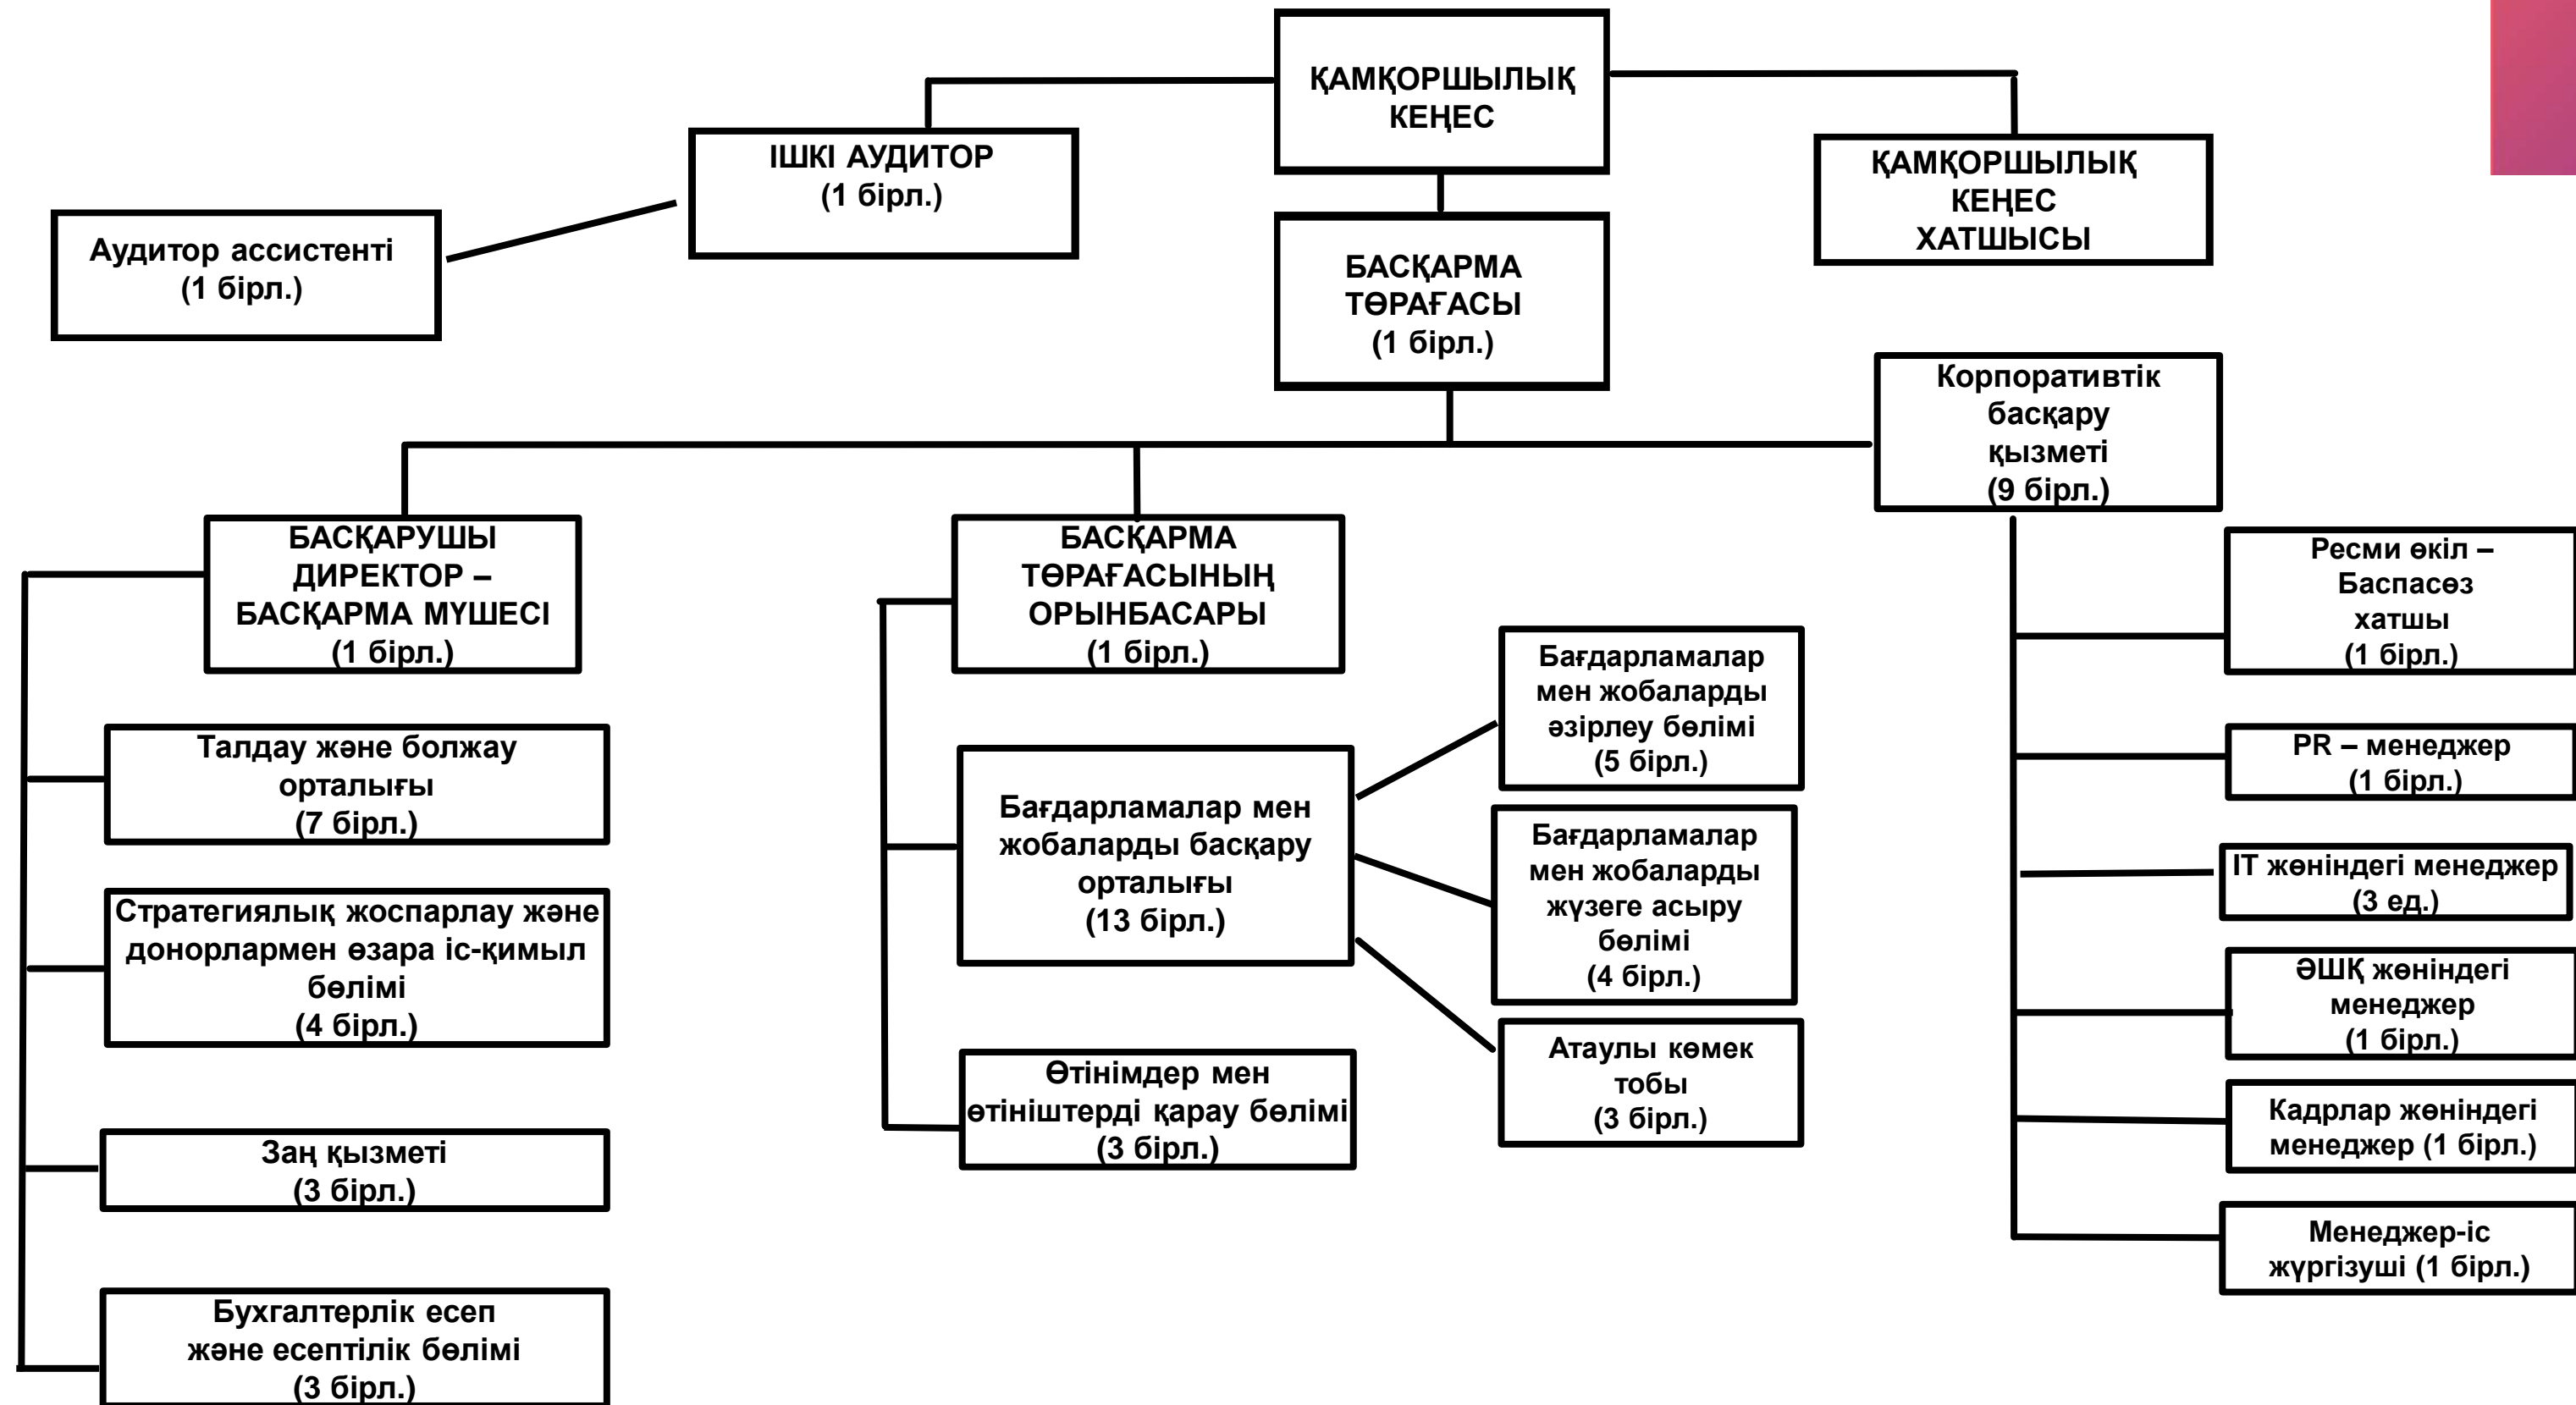 ҚАМҚОРШЫЛЫҚ
КЕҢЕС
ІШКІ АУДИТОР
(1 бірл.)
ҚАМҚОРШЫЛЫҚ
КЕҢЕС
ХАТШЫСЫ
Аудитор ассистенті
(1 бірл.)
БАСҚАРМА
ТӨРАҒАСЫ
(1 бірл.)
Корпоративтік
басқару
қызметі
(9 бірл.)
БАСҚАРУШЫ
ДИРЕКТОР –
БАСҚАРМА МҮШЕСІ
(1 бірл.)
Талдау және болжау
орталығы
(7 бірл.)
Стратегиялық жоспарлау және
донорлармен өзара іс-қимыл
бөлімі
(4 бірл.)
Заң қызметі
(3 бірл.)
Бухгалтерлік есеп
және есептілік бөлімі
(3 бірл.)
БАСҚАРМА
ТӨРАҒАСЫНЫҢ
ОРЫНБАСАРЫ
(1 бірл.)
Бағдарламалар мен
жобаларды басқару
орталығы
(13 бірл.)
Өтінімдер мен
өтініштерді қарау бөлімі
(3 бірл.)
Бағдарламалар
мен жобаларды
әзірлеу бөлімі
(5 бірл.)
Бағдарламалар
мен жобаларды
жүзеге асыру
бөлімі
(4 бірл.)
Атаулы көмек
тобы
(3 бірл.)
Ресми өкіл –
Баспасөз
хатшы
(1 бірл.)
PR – менеджер
(1 бірл.)
IT жөніндегі менеджер
(3 ед.)
ӘШҚ жөніндегі
менеджер
(1 бірл.)
Кадрлар жөніндегі
менеджер (1 бірл.)
Менеджер-іс
жүргізуші (1 бірл.)